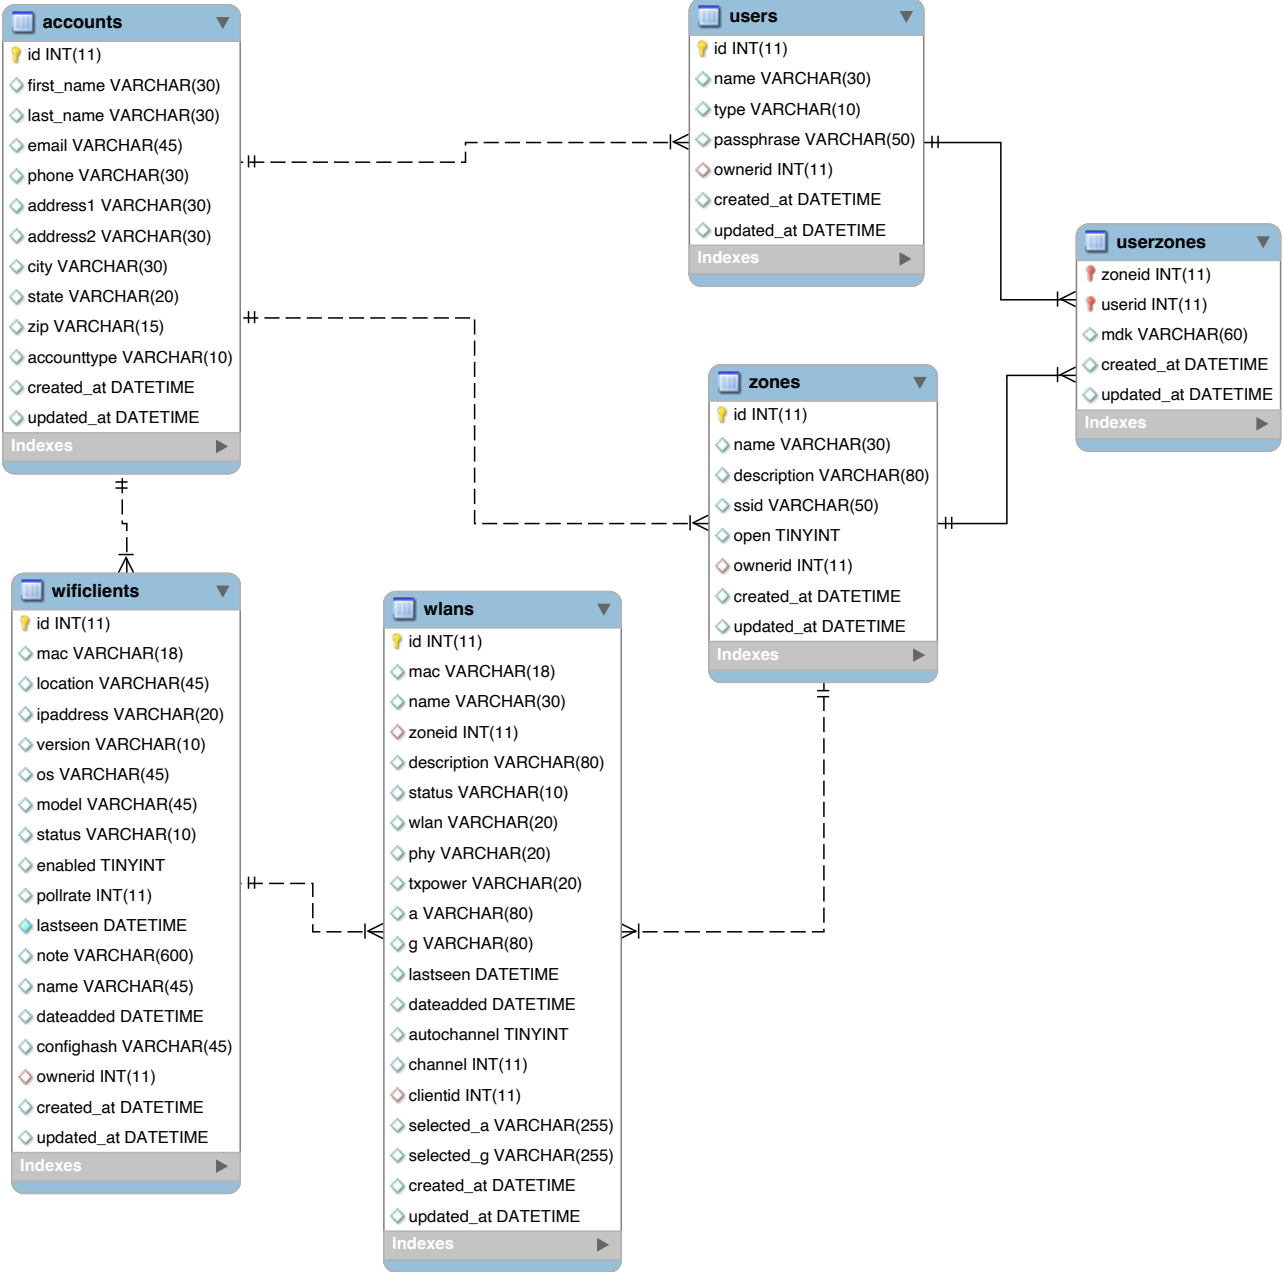 accounts
id INT(11)
first_name VARCHAR(30)
last_name VARCHAR(30)
email VARCHAR(45)
phone VARCHAR(30)
address1 VARCHAR(30)
address2 VARCHAR(30)
city VARCHAR(30)
state VARCHAR(20)
zip VARCHAR(15)
accounttype VARCHAR(10)
created_at DATETIME
updated_at DATETIME
Indexes
users
id INT(11)
name VARCHAR(30)
type VARCHAR(10)
passphrase VARCHAR(50)
ownerid INT(11)
created_at DATETIME
updated_at DATETIME
Indexes
userzones
zoneid INT(11)
userid INT(11)
mdk VARCHAR(60)
created_at DATETIME
updated_at DATETIME
Indexes
zones
id INT(11)
name VARCHAR(30)
description VARCHAR(80)
ssid VARCHAR(50)
open TINYINT
ownerid INT(11)
created_at DATETIME
updated_at DATETIME
Indexes
wificlients
id INT(11)
mac VARCHAR(18)
location VARCHAR(45)
ipaddress VARCHAR(20)
version VARCHAR(10)
os VARCHAR(45)
model VARCHAR(45)
status VARCHAR(10)
enabled TINYINT
pollrate INT(11)
lastseen DATETIME
note VARCHAR(600)
name VARCHAR(45)
dateadded DATETIME
confighash VARCHAR(45)
ownerid INT(11)
created_at DATETIME
updated_at DATETIME
Indexes
wlans
id INT(11)
mac VARCHAR(18)
name VARCHAR(30)
zoneid INT(11)
description VARCHAR(80)
status VARCHAR(10)
wlan VARCHAR(20)
phy VARCHAR(20)
txpower VARCHAR(20)
a VARCHAR(80)
g VARCHAR(80)
lastseen DATETIME
dateadded DATETIME
autochannel TINYINT
channel INT(11)
clientid INT(11)
selected_a VARCHAR(255)
selected_g VARCHAR(255)
created_at DATETIME
updated_at DATETIME
Indexes